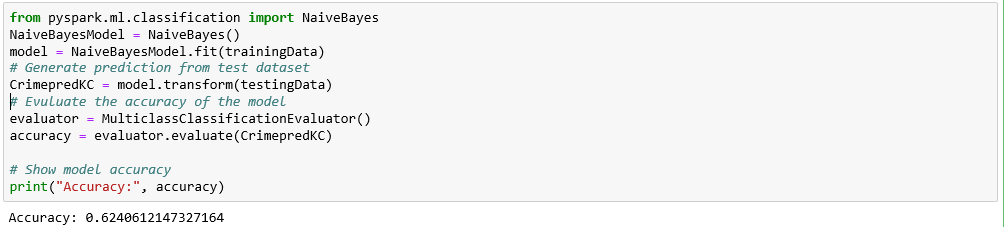 from pyspark.ml.classification import NaiveBayes
NaiveBayesModel = NaiveBayes()
model = NaiveBayesModel.fit(trainingData)
# Generate prediction from test dataset
CrimepredKC = model.transform(testingData)
# Evuluate the accuracy of the model
evaluator = MulticlassClassificationEvaluator()
accuracy = evaluator.evaluate(CrimepredKC)
# Show model accuracy
print("Accuracy:", accuracy)
Accuracy: 0.6240612147327164